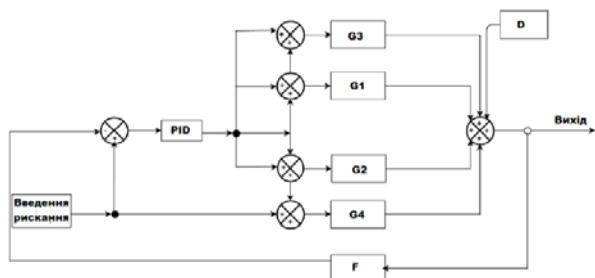 G3
D
G1
Вихід
PID
G2
Введення
рискання
G4
F